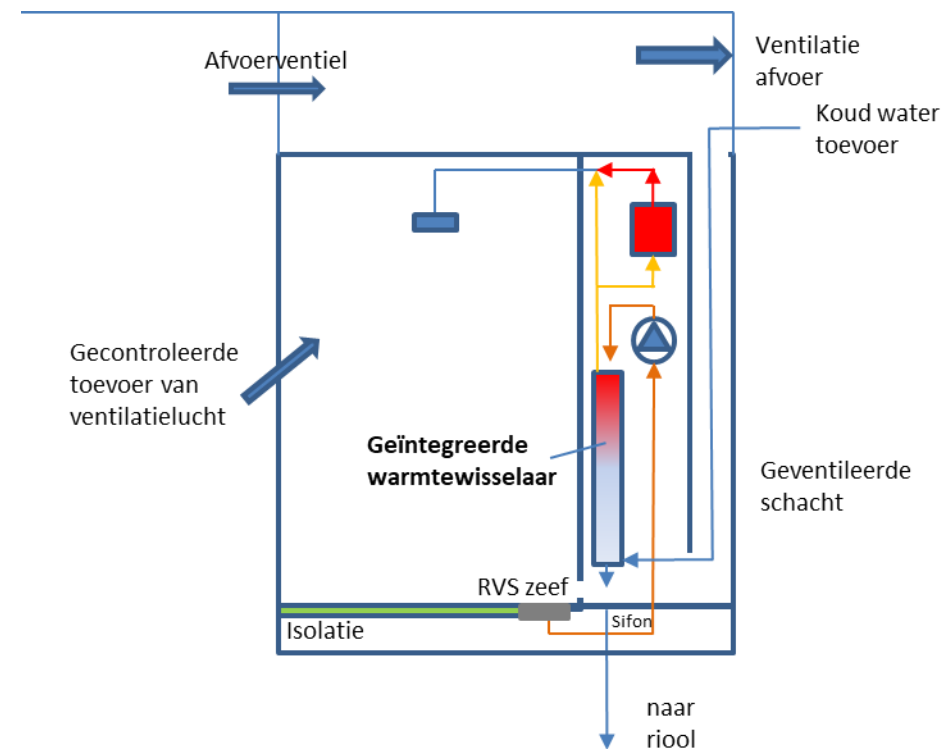 Afvoerventiel
Ventilatie
afvoer
Koud water
toevoer
Gecontroleerde
toevoer van
ventilatielucht
Geïntegreerde
warmtewisselaar
Geventileerde
schacht
RVS zeef
Isolatie
Sifon
naar
riool